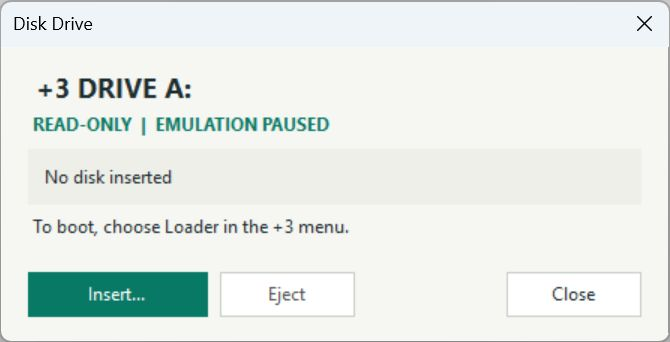 Disk Drive
+3 DRIVE A:
READ-ONLY | EMULATION PAUSED
No disk inserted
To boot, choose Loader in the +3 menu.
Insert... Eject Close